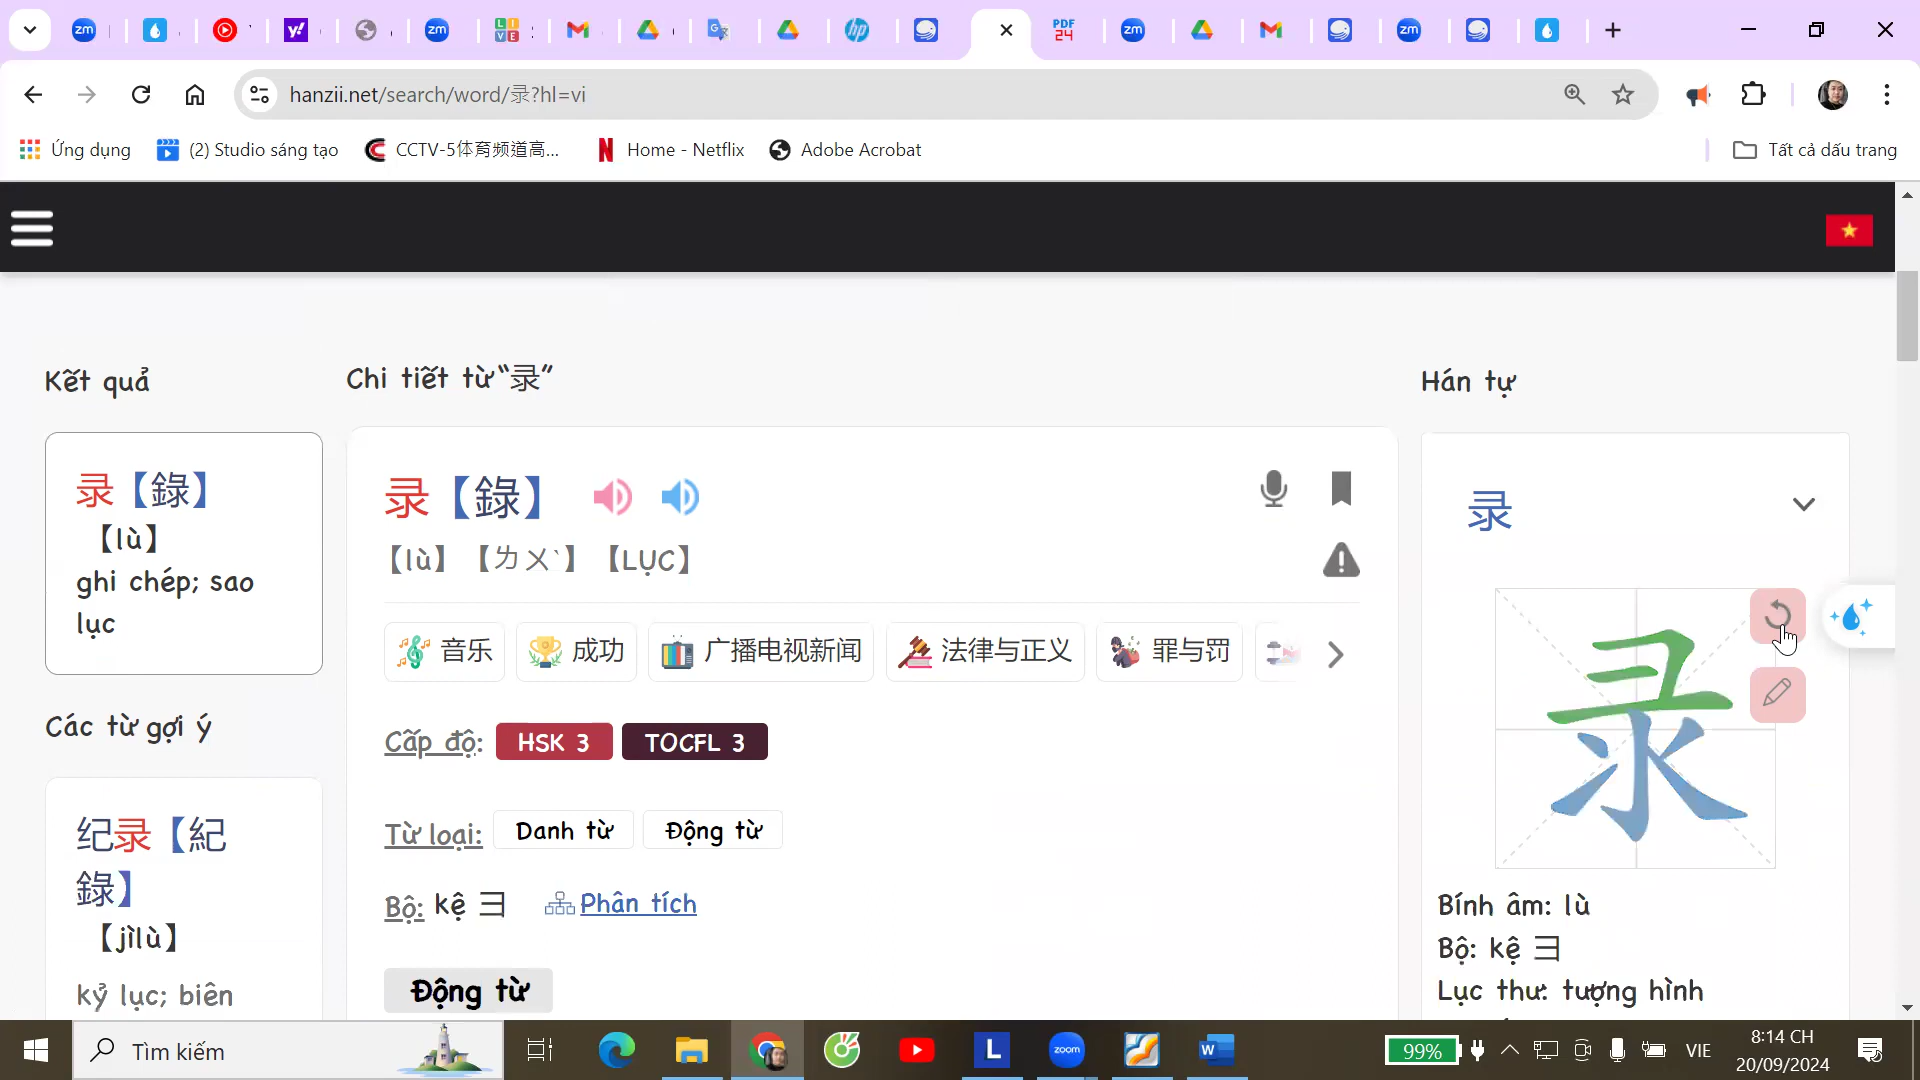 hanzii.net/search/word/录?hl=vi
Ứng dụng
(2) Studio sáng tạo
CCTV-5体育频道高...
Home - Netflix
Adobe Acrobat
Tất cả dấu trang
Kết quả
录【錄】
【lù】
ghi chép; sao
lục
Các từ gợi ý
纪录【紀
錄】
【jìlù】
kỷ lục; biên
Chi tiết từ “录”
录【錄】
【lù】【ㄌㄨˋ】【LỤC】
音乐
成功
广播电视新闻
法律与正义
罪与罚
Cấp độ: HSK 3 TOCFL 3
Từ loại: Danh từ Động từ
Bộ: kệ 彐 Phân tích
Động từ
Hán tự
录
录
Bính âm: lù
Bộ: kệ 彐
Lục thư: tượng hình
Tìm kiếm
99%
VIE
8:14 CH
20/09/2024